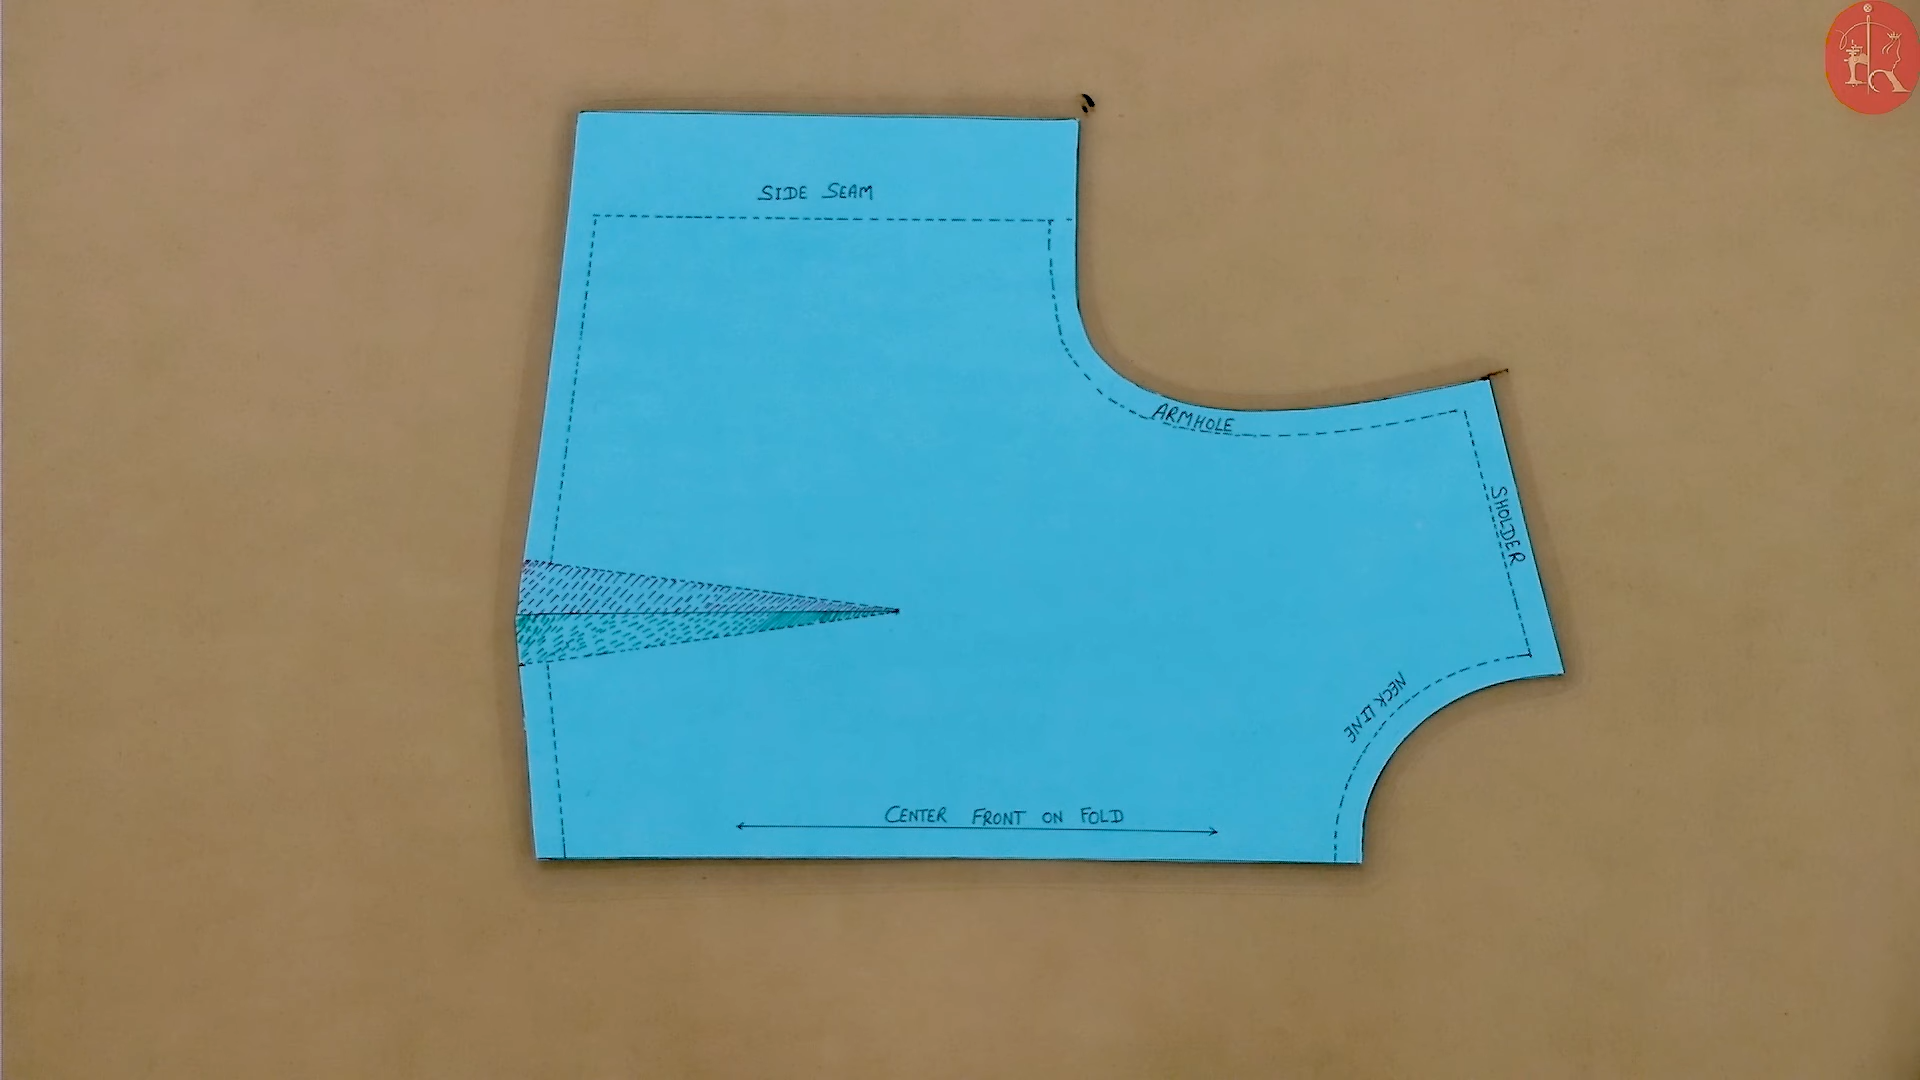 SIDE SEAM
ARMHOLE
SHOLDER
NECK LINE
CENTER FRONT ON FOLD